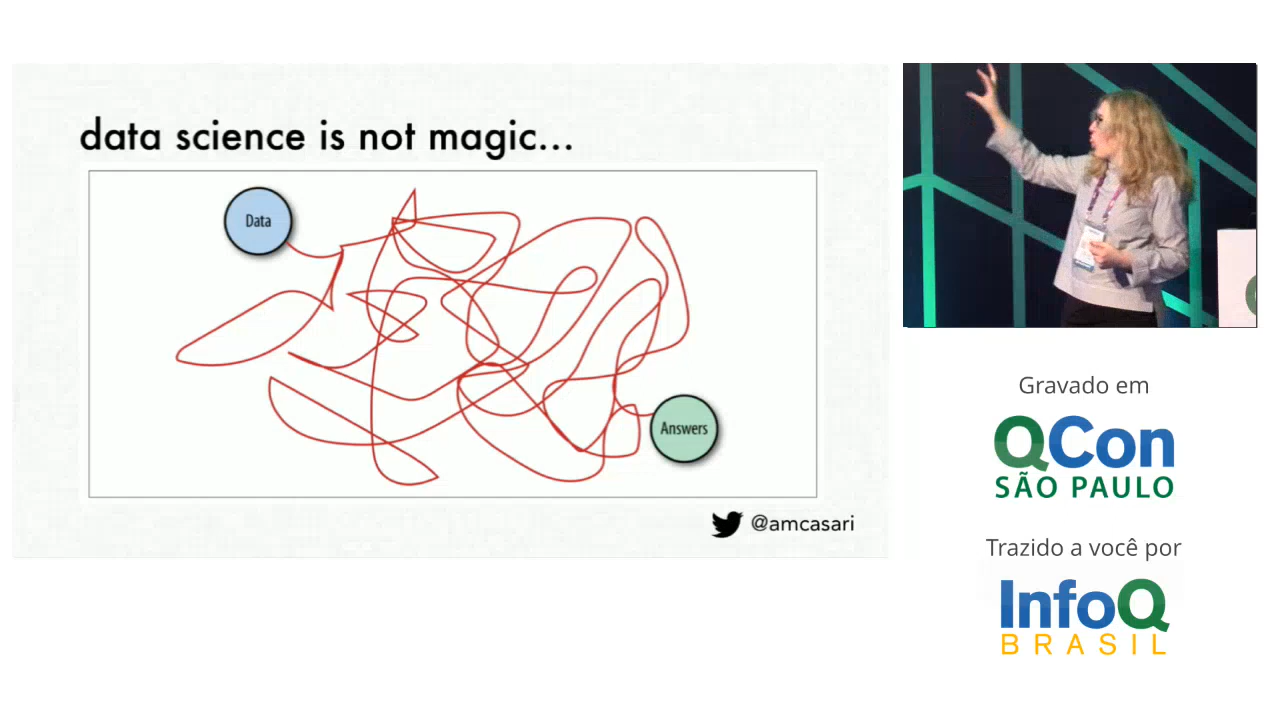 data science is not magic...
Data
Answers
@amcasari
Gravado em
QCon
SÃO PAULO
Trazido a você por
InfoQ
BRASIL